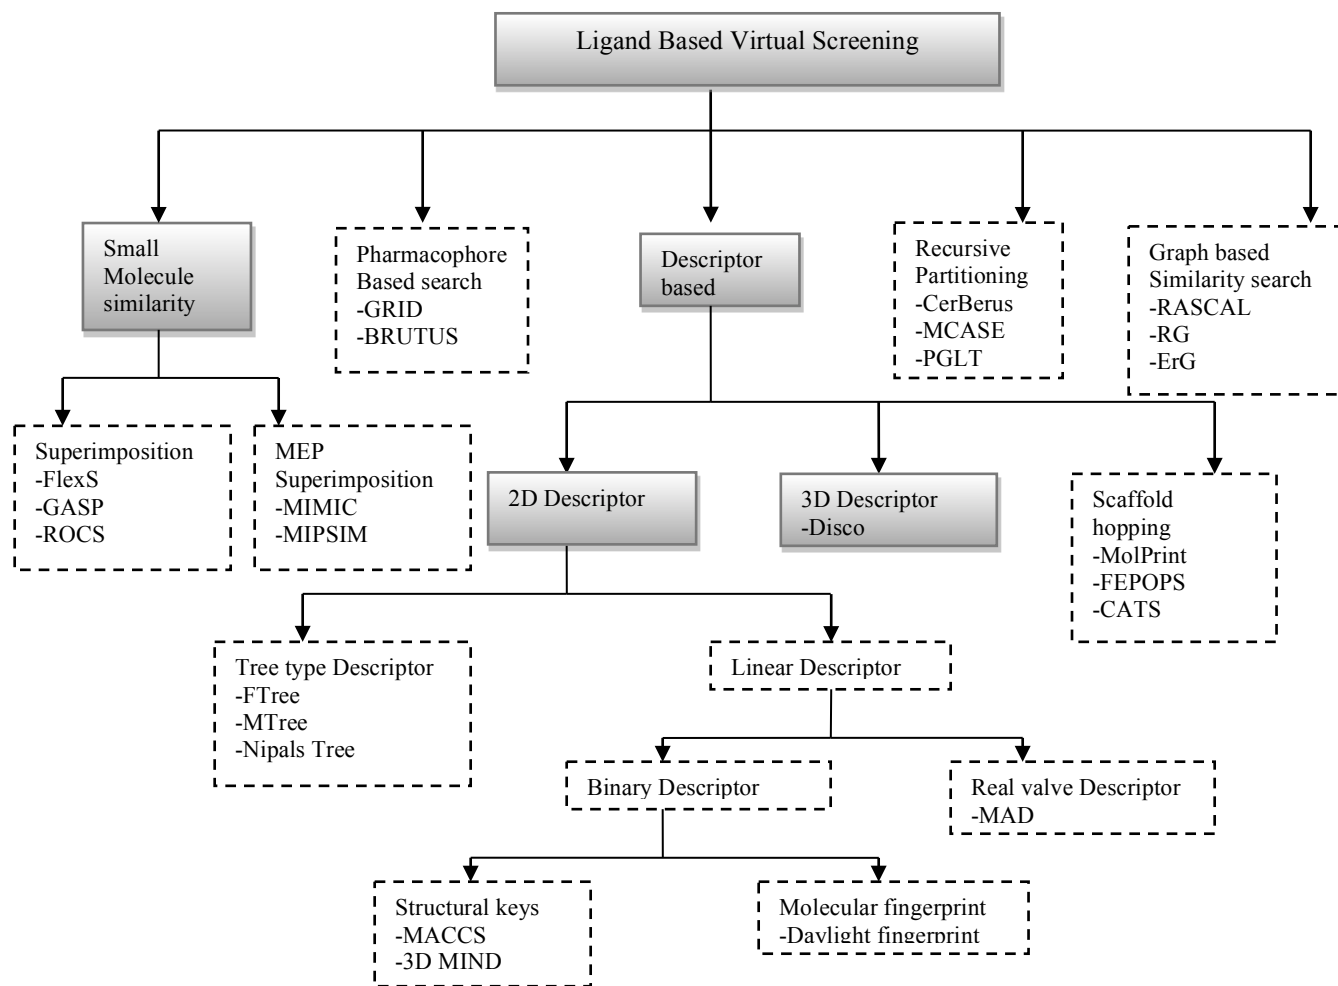 Ligand Based Virtual Screening
Small
Molecule
similarity
Pharmacophore
Based search
-GRID
-BRUTUS
Descriptor
based
Recursive
Partitioning
-CerBerus
-MCASE
-PGLT
Graph based
Similarity search
-RASCAL
-RG
-ErG
Superimposition
-FlexS
-GASP
-ROCS
MEP
Superimposition
-MIMIC
-MIPSIM
2D Descriptor
3D Descriptor
-Disco
Scaffold
hopping
-MolPrint
-FEPOPS
-CATS
Tree type Descriptor
-FTree
-MTree
-Nipals Tree
Linear Descriptor
Binary Descriptor
Real valve Descriptor
-MAD
Structural keys
-MACCS
-3D MIND
Molecular fingerprint
-Daylight fingerprint